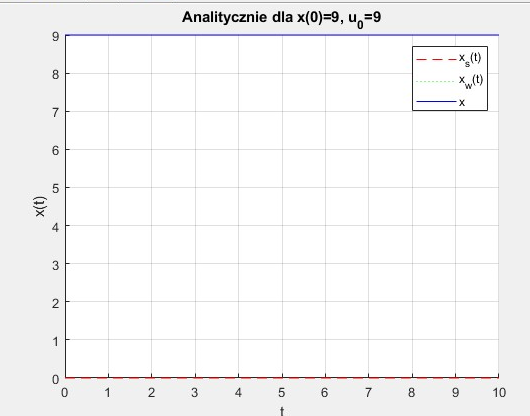 Analitycznie dla x(0)=9, u0=9
9
8
7
6
5
4
3
2
1
0
x(t)
xs(t)
xw(t)
x
0 1 2 3 4 5 6 7 8 9 10
t